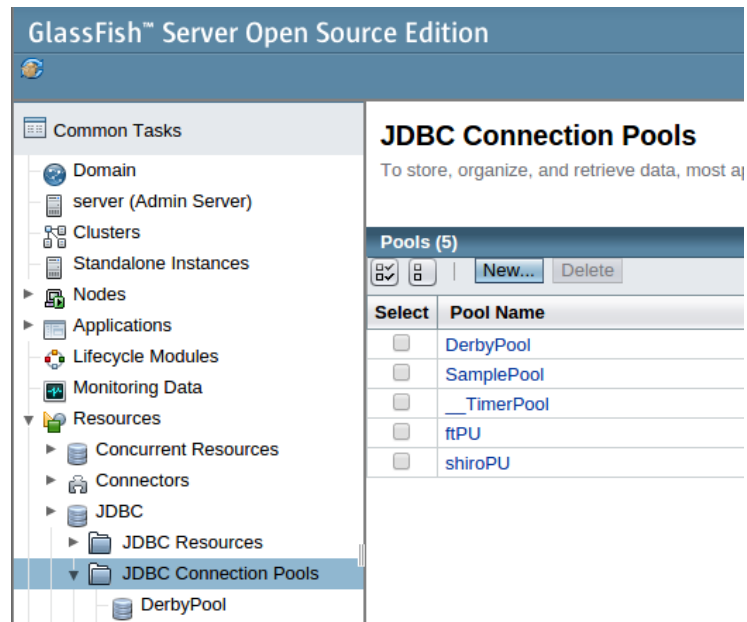 GlassFish™ Server Open Source Edition
Common Tasks
Domain
server (Admin Server)
Clusters
Standalone Instances
Nodes
Applications
Lifecycle Modules
Monitoring Data
Resources
Concurrent Resources
Connectors
JDBC
JDBC Resources
JDBC Connection Pools
DerbyPool
JDBC Connection Pools
To store, organize, and retrieve data, most ap
Pools (5)
New... Delete
Select Pool Name
DerbyPool
SamplePool
__TimerPool
ftPU
shiroPU